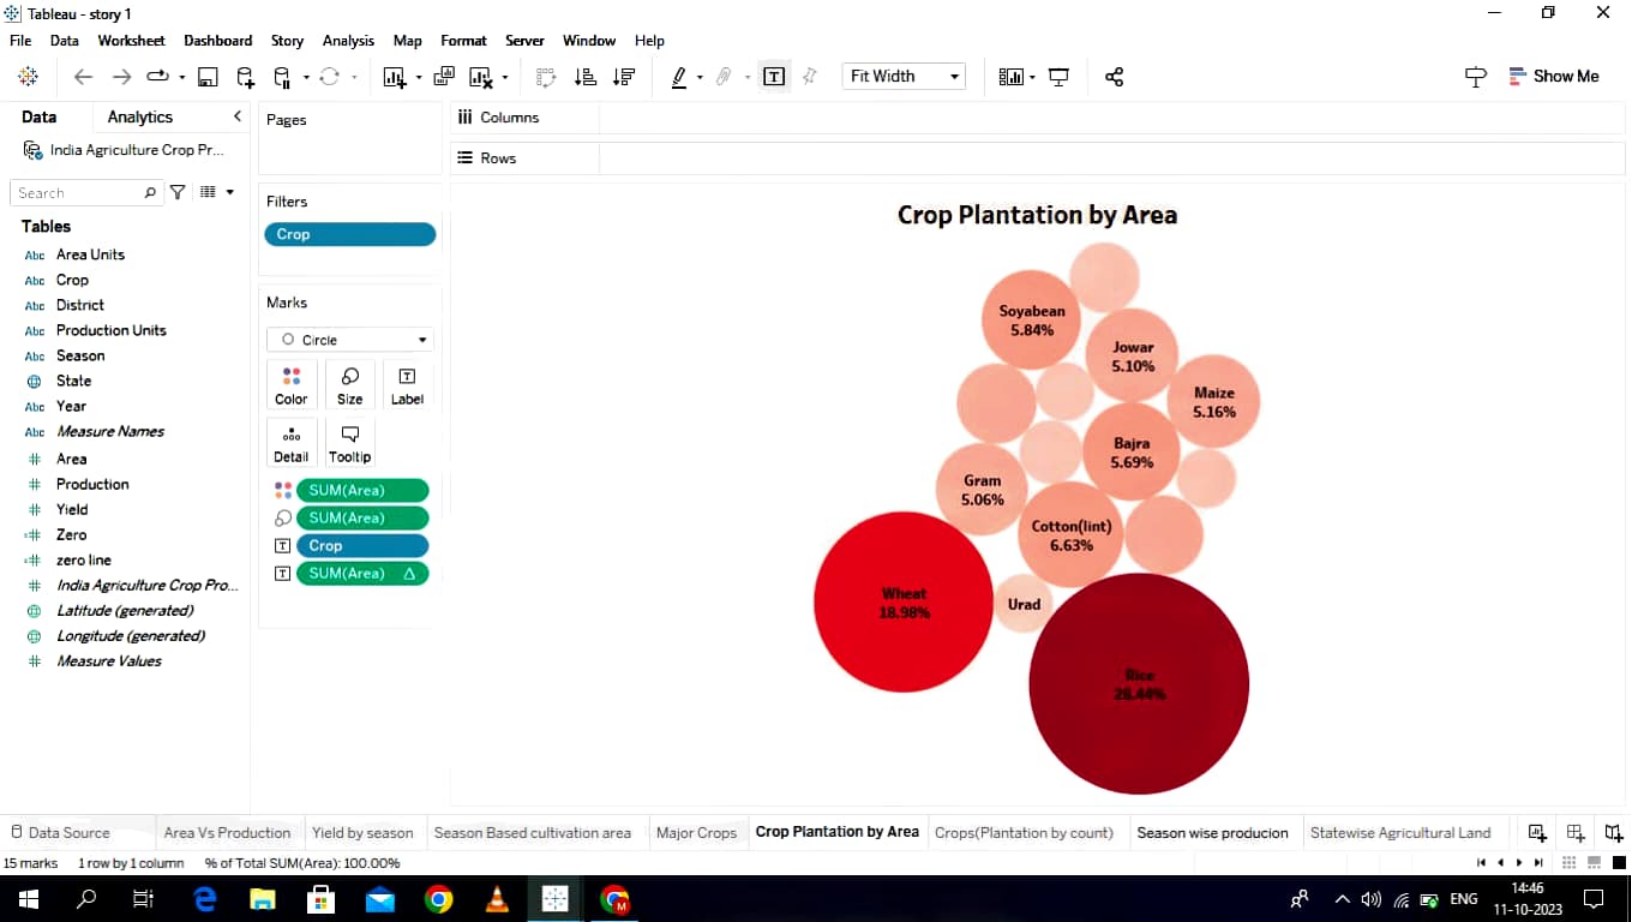 Tableau - story 1
File Data Worksheet Dashboard Story Analysis Map Format Server Window Help
Fit Width
Show Me
Data Analytics
India Agriculture Crop Pr...
Search
Tables
Abc Area Units
Abc Crop
Abc District
Abc Production Units
Abc Season
State
Abc Year
Abc Measure Names
# Area
# Production
# Yield
=# Zero
=# zero line
# India Agriculture Crop Pro...
Latitude (generated)
Longitude (generated)
# Measure Values
Pages
Filters
Crop
Marks
Circle
Color Size Label
Detail Tooltip
SUM(Area)
SUM(Area)
Crop
SUM(Area) Δ
Columns
Rows
Crop Plantation by Area
Soyabean
5.84%
Jowar
5.10%
Maize
5.16%
Bajra
5.69%
Gram
5.06%
Cotton(lint)
6.63%
Wheat
18.98%
Urad
Rice
Data Source Area Vs Production Yield by season Season Based cultivation area Major Crops Crop Plantation by Area Crops(Plantation by count) Season wise producion Statewise Agricultural Land
15 marks 1 row by 1 column % of Total SUM(Area): 100.00%
ENG
14:46
11-10-2023